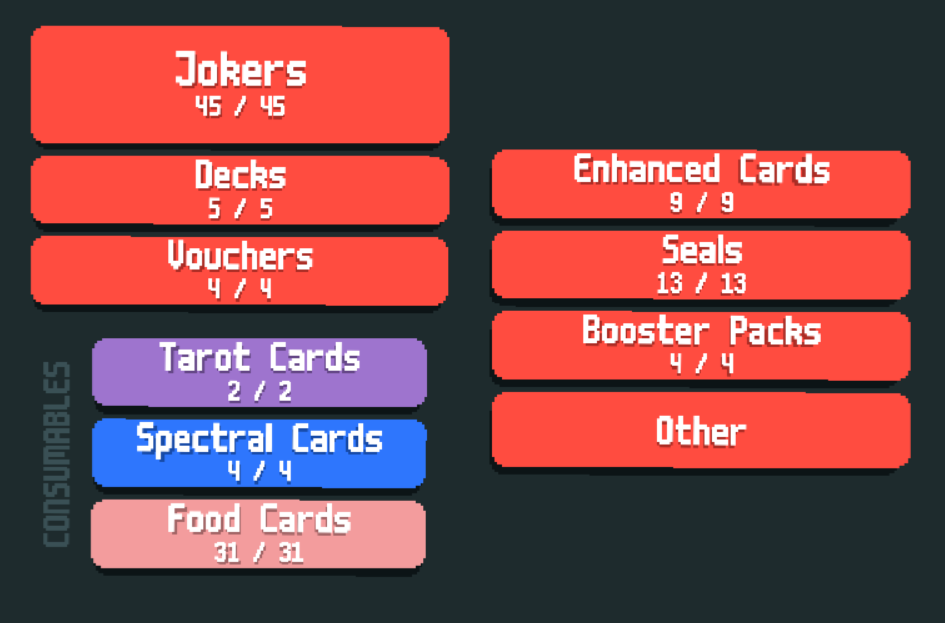 Jokers
45 / 45
Decks
5 / 5
Vouchers
4 / 4
CONSUMABLES
Tarot Cards
2 / 2
Spectral Cards
4 / 4
Food Cards
31 / 31
Enhanced Cards
9 / 9
Seals
13 / 13
Booster Packs
4 / 4
Other